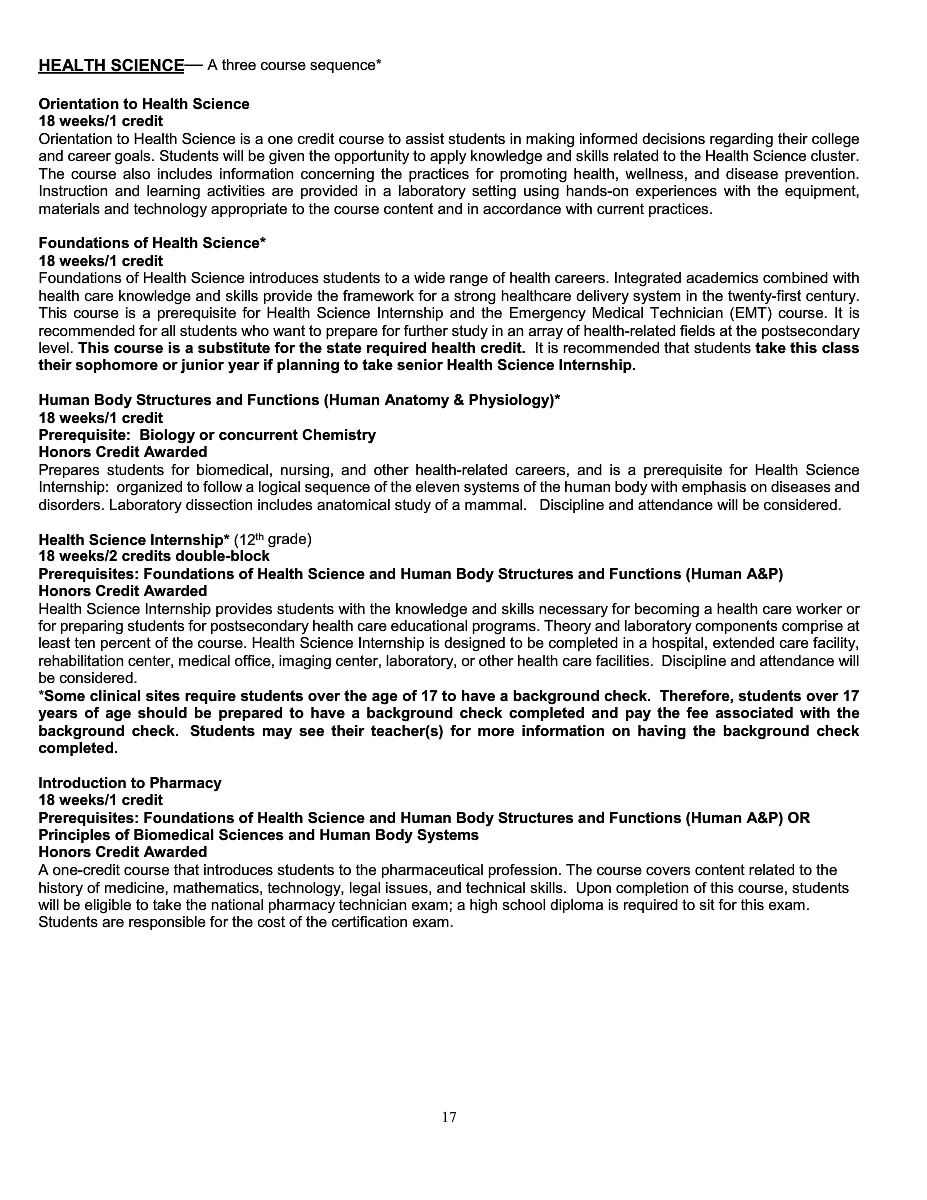 HEALTH SCIENCE— A three course sequence*
Orientation to Health Science
18 weeks/1 credit
Orientation to Health Science is a one credit course to assist students in making informed decisions regarding their college
and career goals. Students will be given the opportunity to apply knowledge and skills related to the Health Science cluster.
The course also includes information concerning the practices for promoting health, wellness, and disease prevention.
Instruction and learning activities are provided in a laboratory setting using hands-on experiences with the equipment,
materials and technology appropriate to the course content and in accordance with current practices.
Foundations of Health Science*
18 weeks/1 credit
Foundations of Health Science introduces students to a wide range of health careers. Integrated academics combined with
health care knowledge and skills provide the framework for a strong healthcare delivery system in the twenty-first century.
This course is a prerequisite for Health Science Internship and the Emergency Medical Technician (EMT) course. It is
recommended for all students who want to prepare for further study in an array of health-related fields at the postsecondary
level. This course is a substitute for the state required health credit. It is recommended that students take this class
their sophomore or junior year if planning to take senior Health Science Internship.
Human Body Structures and Functions (Human Anatomy & Physiology)*
18 weeks/1 credit
Prerequisite: Biology or concurrent Chemistry
Honors Credit Awarded
Prepares students for biomedical, nursing, and other health-related careers, and is a prerequisite for Health Science
Internship: organized to follow a logical sequence of the eleven systems of the human body with emphasis on diseases and
disorders. Laboratory dissection includes anatomical study of a mammal. Discipline and attendance will be considered.
Health Science Internship* (12th grade)
18 weeks/2 credits double-block
Prerequisites: Foundations of Health Science and Human Body Structures and Functions (Human A&P)
Honors Credit Awarded
Health Science Internship provides students with the knowledge and skills necessary for becoming a health care worker or
for preparing students for postsecondary health care educational programs. Theory and laboratory components comprise at
least ten percent of the course. Health Science Internship is designed to be completed in a hospital, extended care facility,
rehabilitation center, medical office, imaging center, laboratory, or other health care facilities. Discipline and attendance will
be considered.
*Some clinical sites require students over the age of 17 to have a background check. Therefore, students over 17
years of age should be prepared to have a background check completed and pay the fee associated with the
background check. Students may see their teacher(s) for more information on having the background check
completed.
Introduction to Pharmacy
18 weeks/1 credit
Prerequisites: Foundations of Health Science and Human Body Structures and Functions (Human A&P) OR
Principles of Biomedical Sciences and Human Body Systems
Honors Credit Awarded
A one-credit course that introduces students to the pharmaceutical profession. The course covers content related to the
history of medicine, mathematics, technology, legal issues, and technical skills. Upon completion of this course, students
will be eligible to take the national pharmacy technician exam; a high school diploma is required to sit for this exam.
Students are responsible for the cost of the certification exam.
17